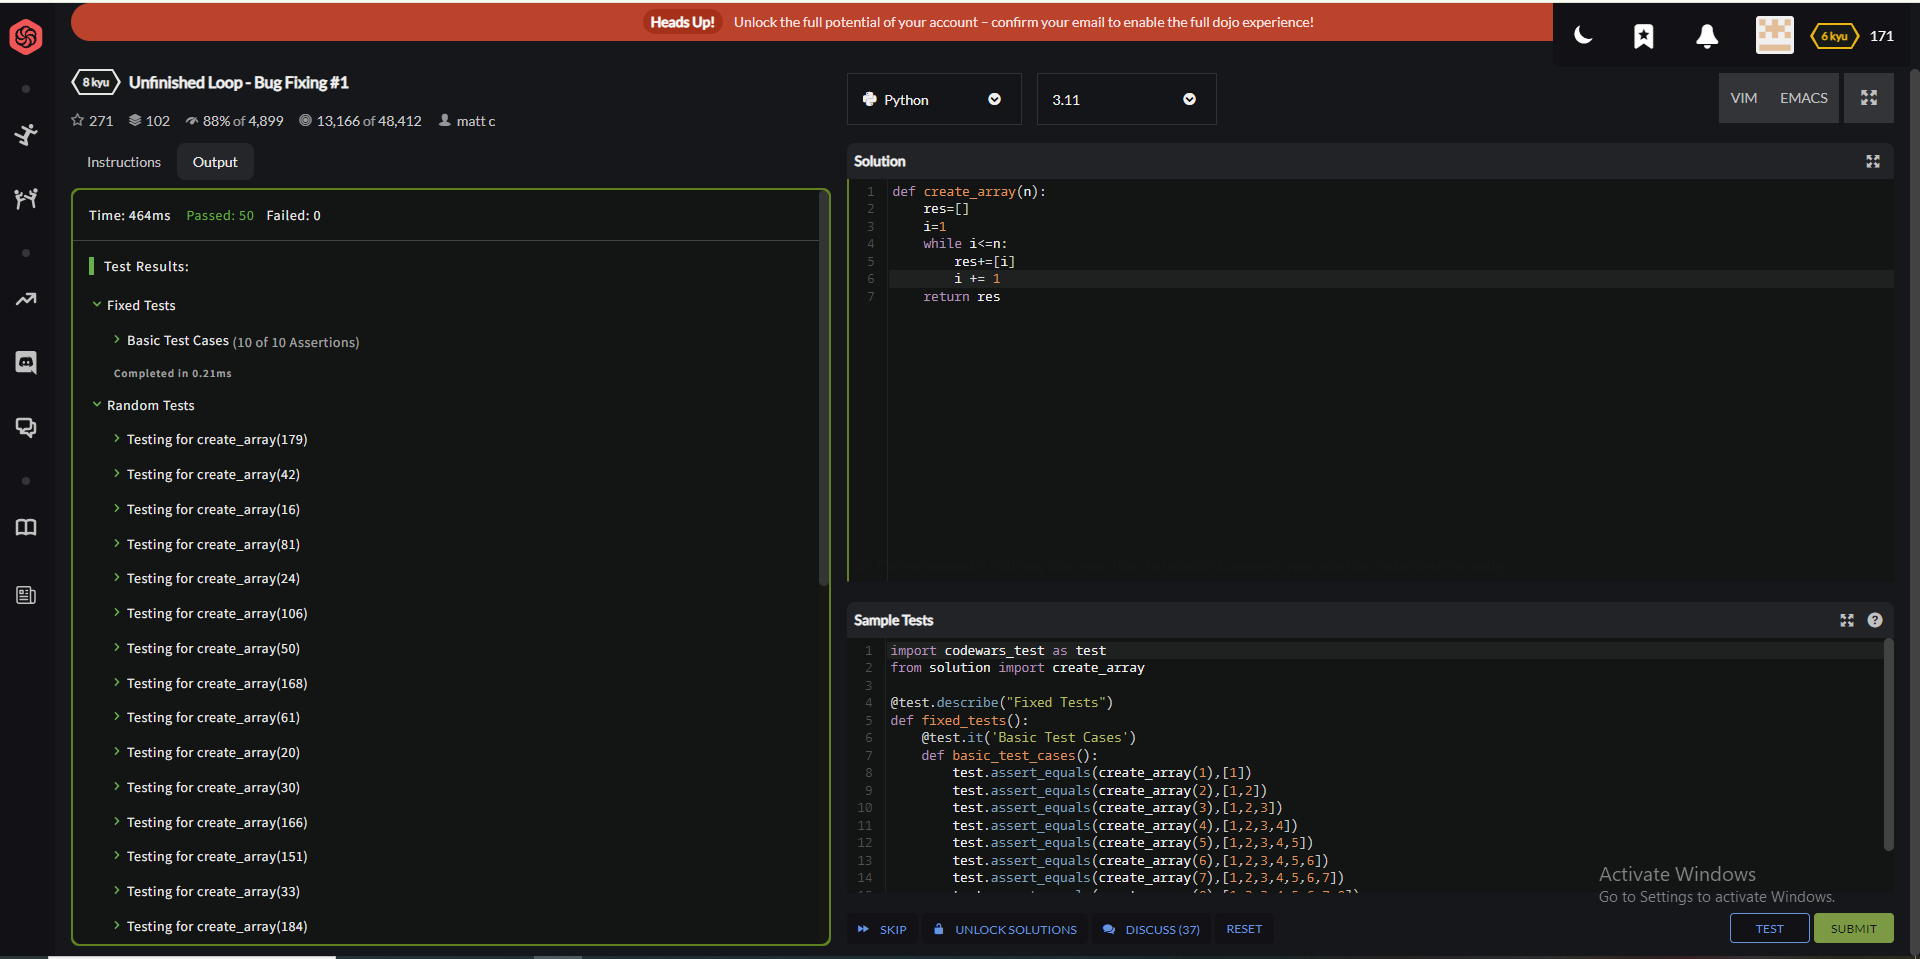 Heads Up! Unlock the full potential of your account – confirm your email to enable the full dojo experience!
6 kyu 171
8 kyu Unfinished Loop - Bug Fixing #1
271 102 88% of 4,899 13,166 of 48,412 matt c
Instructions Output
Time: 464ms Passed: 50 Failed: 0
Test Results:
Fixed Tests
Basic Test Cases (10 of 10 Assertions)
Completed in 0.21ms
Random Tests
Testing for create_array(179)
Testing for create_array(42)
Testing for create_array(16)
Testing for create_array(81)
Testing for create_array(24)
Testing for create_array(106)
Testing for create_array(50)
Testing for create_array(168)
Testing for create_array(61)
Testing for create_array(20)
Testing for create_array(30)
Testing for create_array(166)
Testing for create_array(151)
Testing for create_array(33)
Testing for create_array(184)
Python 3.11 VIM EMACS
Solution
1 def create_array(n):
2 res=[]
3 i=1
4 while i<=n:
5 res+=[i]
6 i += 1
7 return res
Sample Tests
1 import codewars_test as test
2 from solution import create_array
3
4 @test.describe("Fixed Tests")
5 def fixed_tests():
6 @test.it('Basic Test Cases')
7 def basic_test_cases():
8 test.assert_equals(create_array(1),[1])
9 test.assert_equals(create_array(2),[1,2])
10 test.assert_equals(create_array(3),[1,2,3])
11 test.assert_equals(create_array(4),[1,2,3,4])
12 test.assert_equals(create_array(5),[1,2,3,4,5])
13 test.assert_equals(create_array(6),[1,2,3,4,5,6])
14 test.assert_equals(create_array(7),[1,2,3,4,5,6,7])
Activate Windows
Go to Settings to activate Windows.
SKIP UNLOCK SOLUTIONS DISCUSS (37) RESET TEST SUBMIT